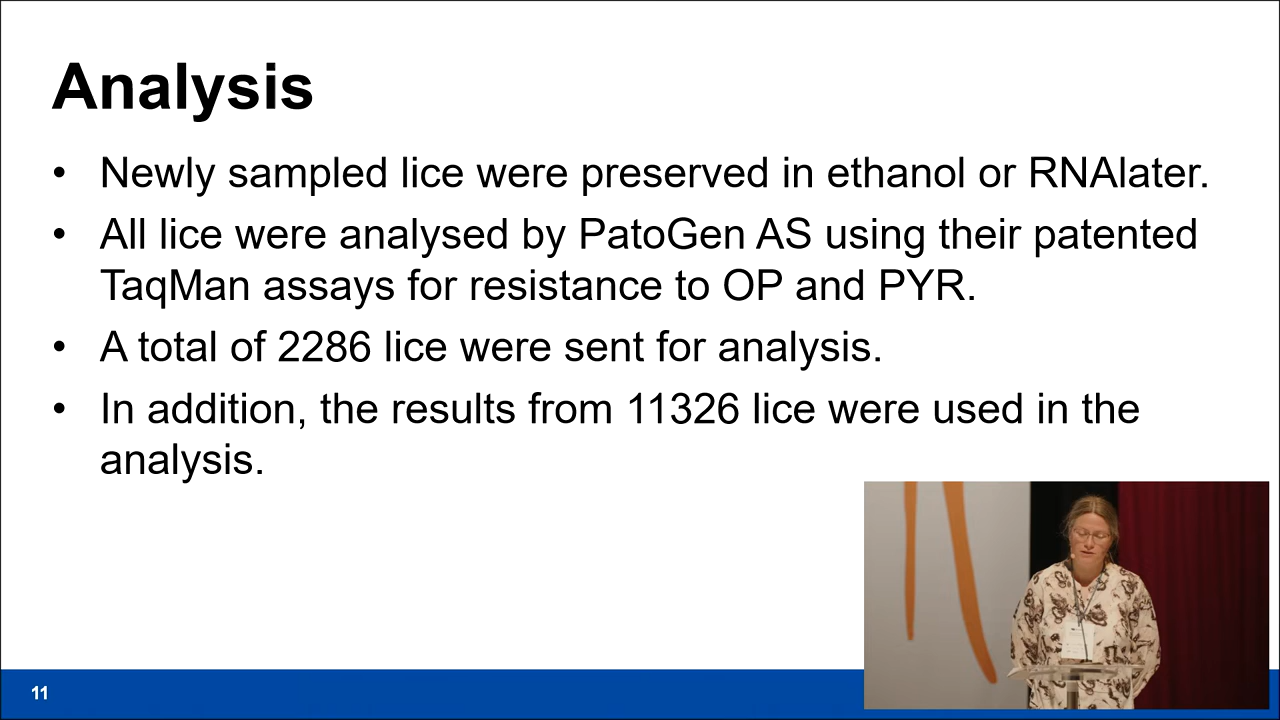 Analysis
• Newly sampled lice were preserved in ethanol or RNAlater.
• All lice were analysed by PatoGen AS using their patented
TaqMan assays for resistance to OP and PYR.
• A total of 2286 lice were sent for analysis.
• In addition, the results from 11326 lice were used in the
analysis.
11